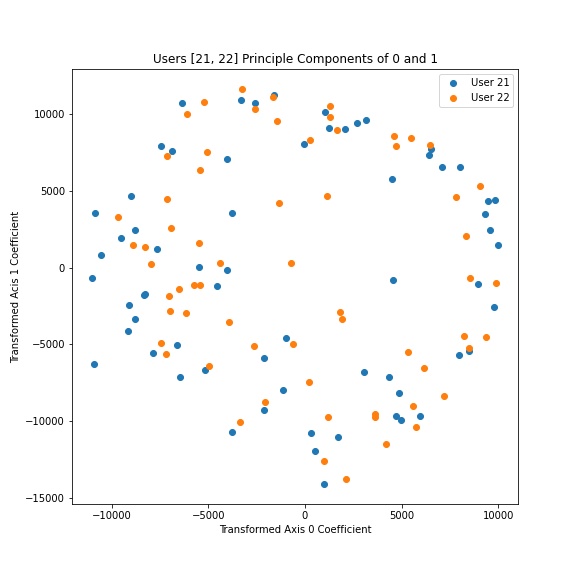 Users [21, 22] Principle Components of 0 and 1
User 21
User 22
10000
5000
0
−5000
−10000
−15000
Transformed Acis 1 Coefficient
−10000 −5000 0 5000 10000
Transformed Axis 0 Coefficient